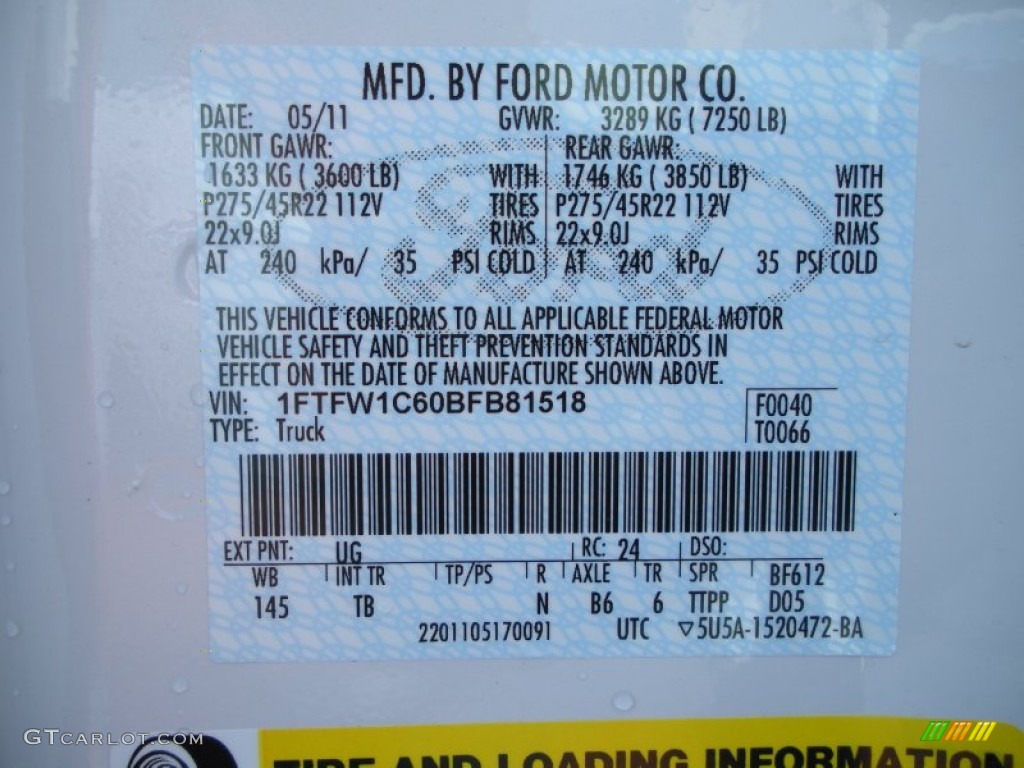 MFD. BY FORD MOTOR CO.
DATE: 05/11 GVWR: 3289 KG ( 7250 LB)
FRONT GAWR: REAR GAWR:
1633 KG ( 3600 LB) WITH 1746 KG ( 3850 LB) WITH
P275/45R22 112V TIRES P275/45R22 112V TIRES
22x9.0J RIMS 22x9.0J RIMS
AT 240 kPa/ 35 PSI COLD AT 240 kPa/ 35 PSI COLD
Ford
THIS VEHICLE CONFORMS TO ALL APPLICABLE FEDERAL MOTOR
VEHICLE SAFETY AND THEFT PREVENTION STANDARDS IN
EFFECT ON THE DATE OF MANUFACTURE SHOWN ABOVE.
VIN: 1FTFW1C60BFB81518 F0040
TYPE: Truck T0066
EXT PNT: UG RC: 24 DSO:
WB INT TR TP/PS R AXLE TR SPR BF612
145 TB N B6 6 TTPP D05
2201105170091 UTC ▽5U5A-1520472-BA
GTCARLOT.COM
TIRE AND LOADING INFORMATION